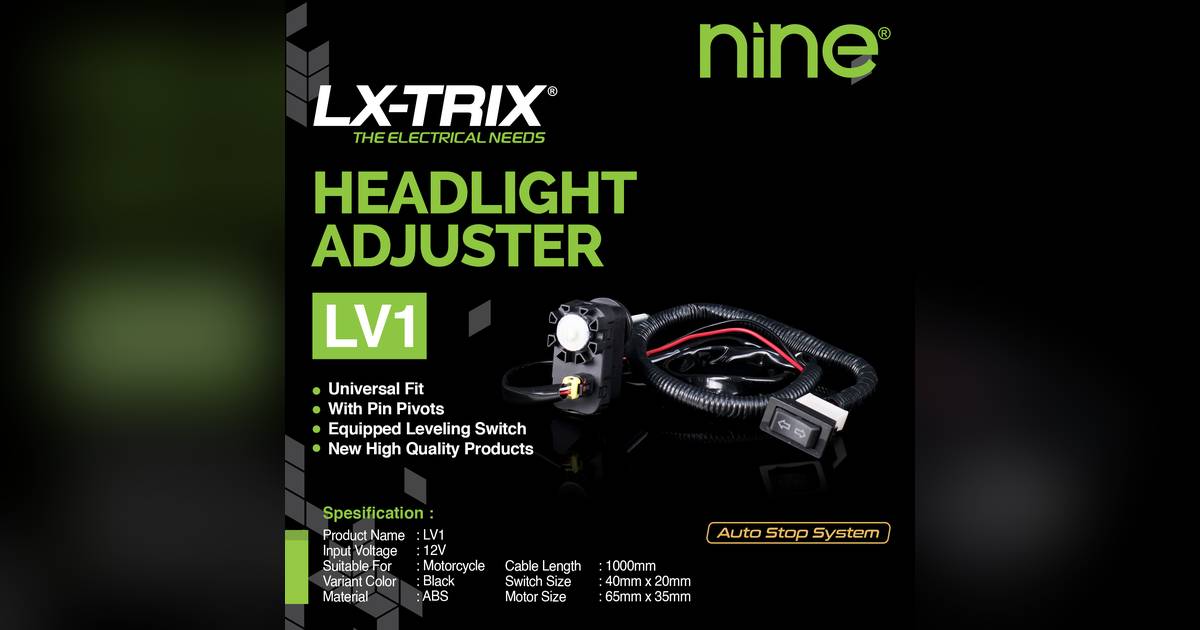 nine®
LX-TRIX®
THE ELECTRICAL NEEDS
HEADLIGHT
ADJUSTER
LV1
Universal Fit
With Pin Pivots
Equipped Leveling Switch
New High Quality Products
Spesification :
Product Name : LV1
Input Voltage : 12V
Suitable For : Motorcycle
Variant Color : Black
Material : ABS
Cable Length : 1000mm
Switch Size : 40mm x 20mm
Motor Size : 65mm x 35mm
Auto Stop System